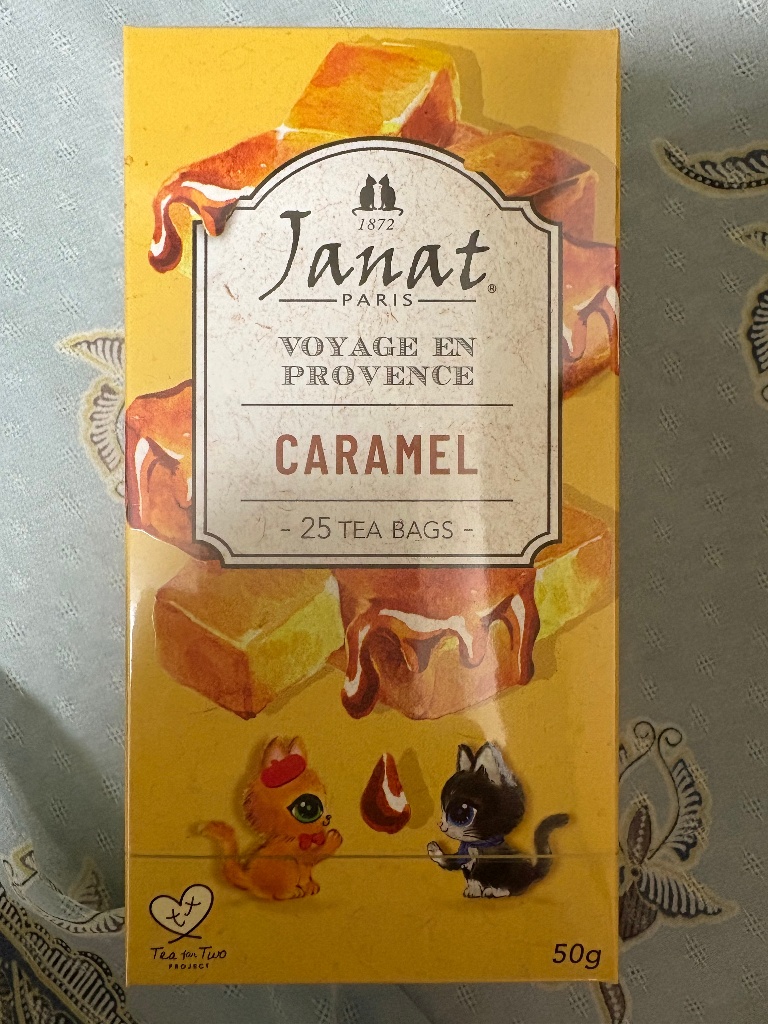 1872
Janat®
PARIS
VOYAGE EN
PROVENCE
CARAMEL
- 25 TEA BAGS -
Tea for Two
PROJECT
50g